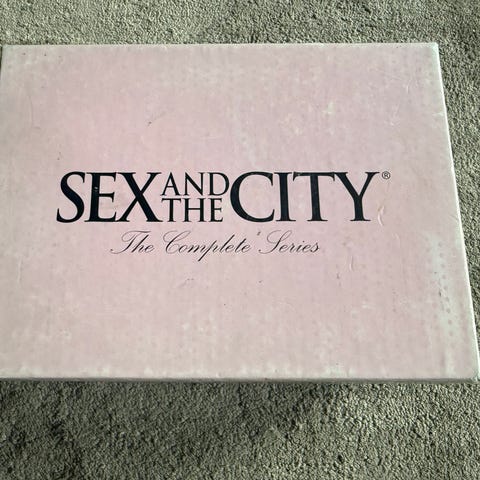 SEX AND THE CITY®
The Complete Series